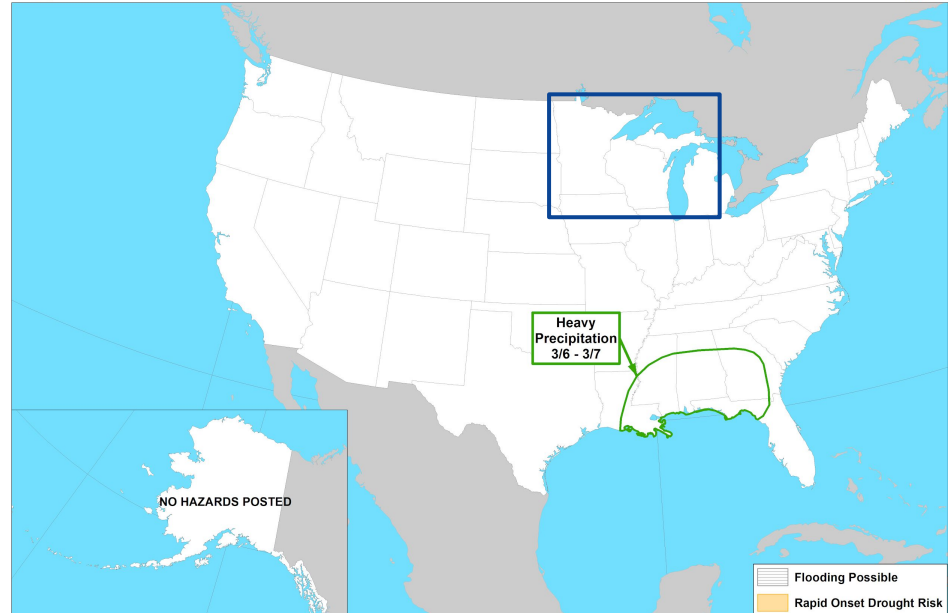 Heavy
Precipitation
3/6 - 3/7
NO HAZARDS POSTED
Flooding Possible
Rapid Onset Drought Risk